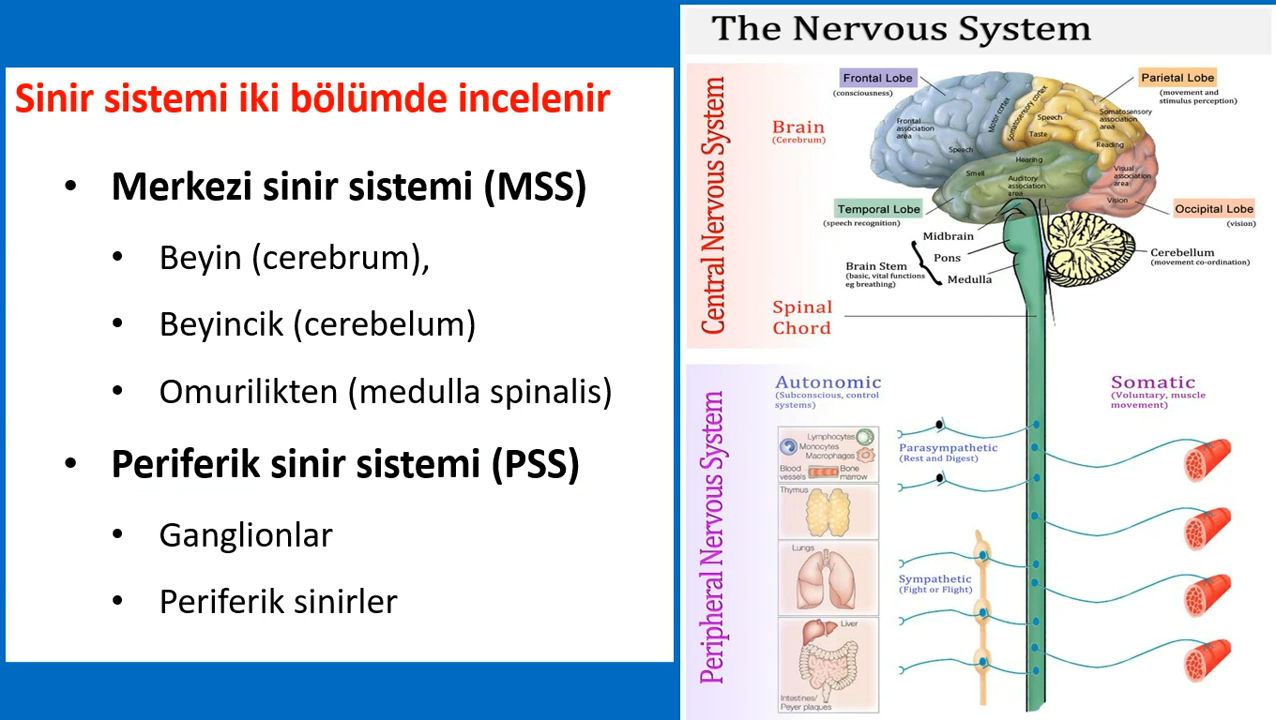 Sinir sistemi iki bölümde incelenir
• Merkezi sinir sistemi (MSS)
• Beyin (cerebrum),
• Beyincik (cerebelum)
• Omurilikten (medulla spinalis)
• Periferik sinir sistemi (PSS)
• Ganglionlar
• Periferik sinirler
The Nervous System
Central Nervous System
Brain
(Cerebrum)
Frontal Lobe
(consciousness)
Parietal Lobe
(movement and
stimulus perception)
Frontal
association
area
Speech
Motor cortex
Somatosensory cortex
Speech
Taste
Somatosensory
association
area
Reading
Hearing
Smell
Auditory
association
area
Visual
association
area
Vision
Temporal Lobe
(speech recognition)
Occipital Lobe
(vision)
Midbrain
Pons
Medulla
Brain Stem
(basic, vital functions
eg breathing)
Cerebellum
(movement co-ordination)
Spinal
Chord
Peripheral Nervous System
Autonomic
(Subconscious, control
systems)
Somatic
(Voluntary, muscle
movement)
Lymphocytes
Monocytes
Macrophages
Blood
vessels
Bone
marrow
Thymus
Lungs
Liver
Intestines/
Peyer plaques
Parasympathetic
(Rest and Digest)
Sympathetic
(Fight or Flight)